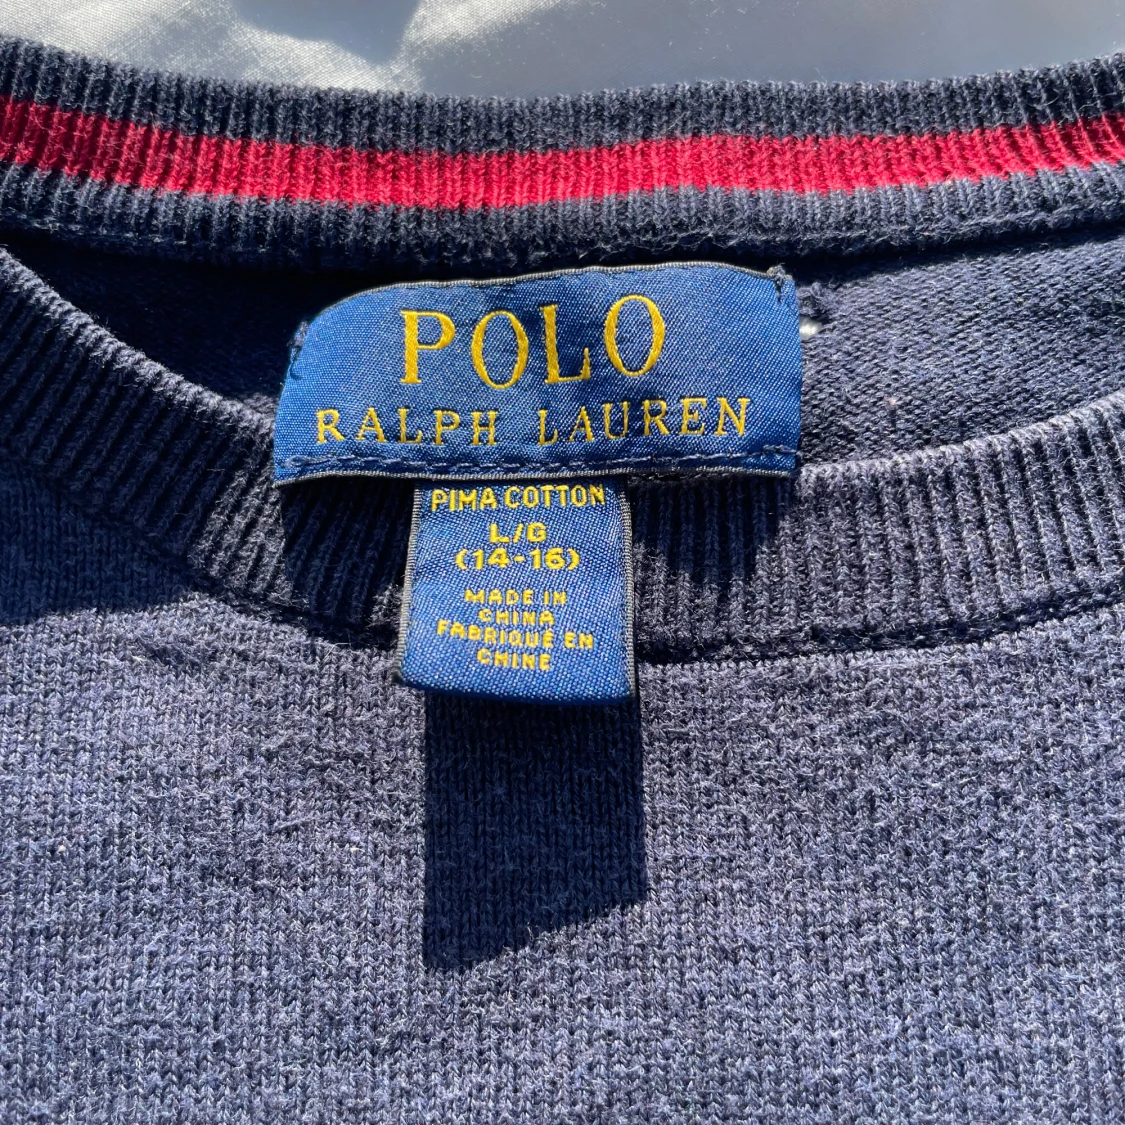 POLO
RALPH LAUREN
PIMA COTTON
L/G
(14-16)
MADE IN
CHINA
FABRIQUÉ EN
CHINE